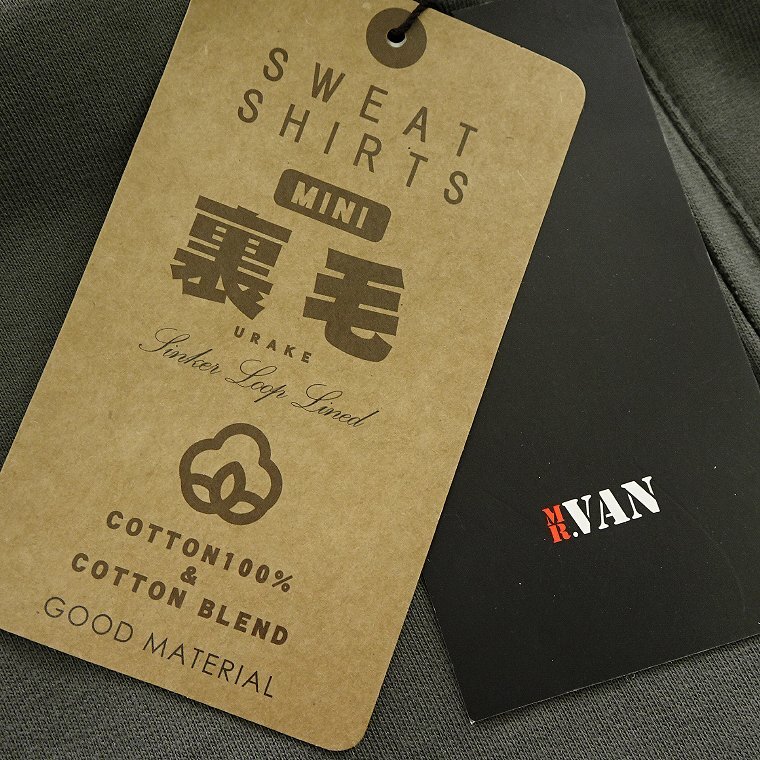 SWEAT
SHIRTS
MINI
裏毛
URAKE
Sinker Loop Lined
COTTON100%
&
COTTON BLEND
GOOD MATERIAL
MR.VAN